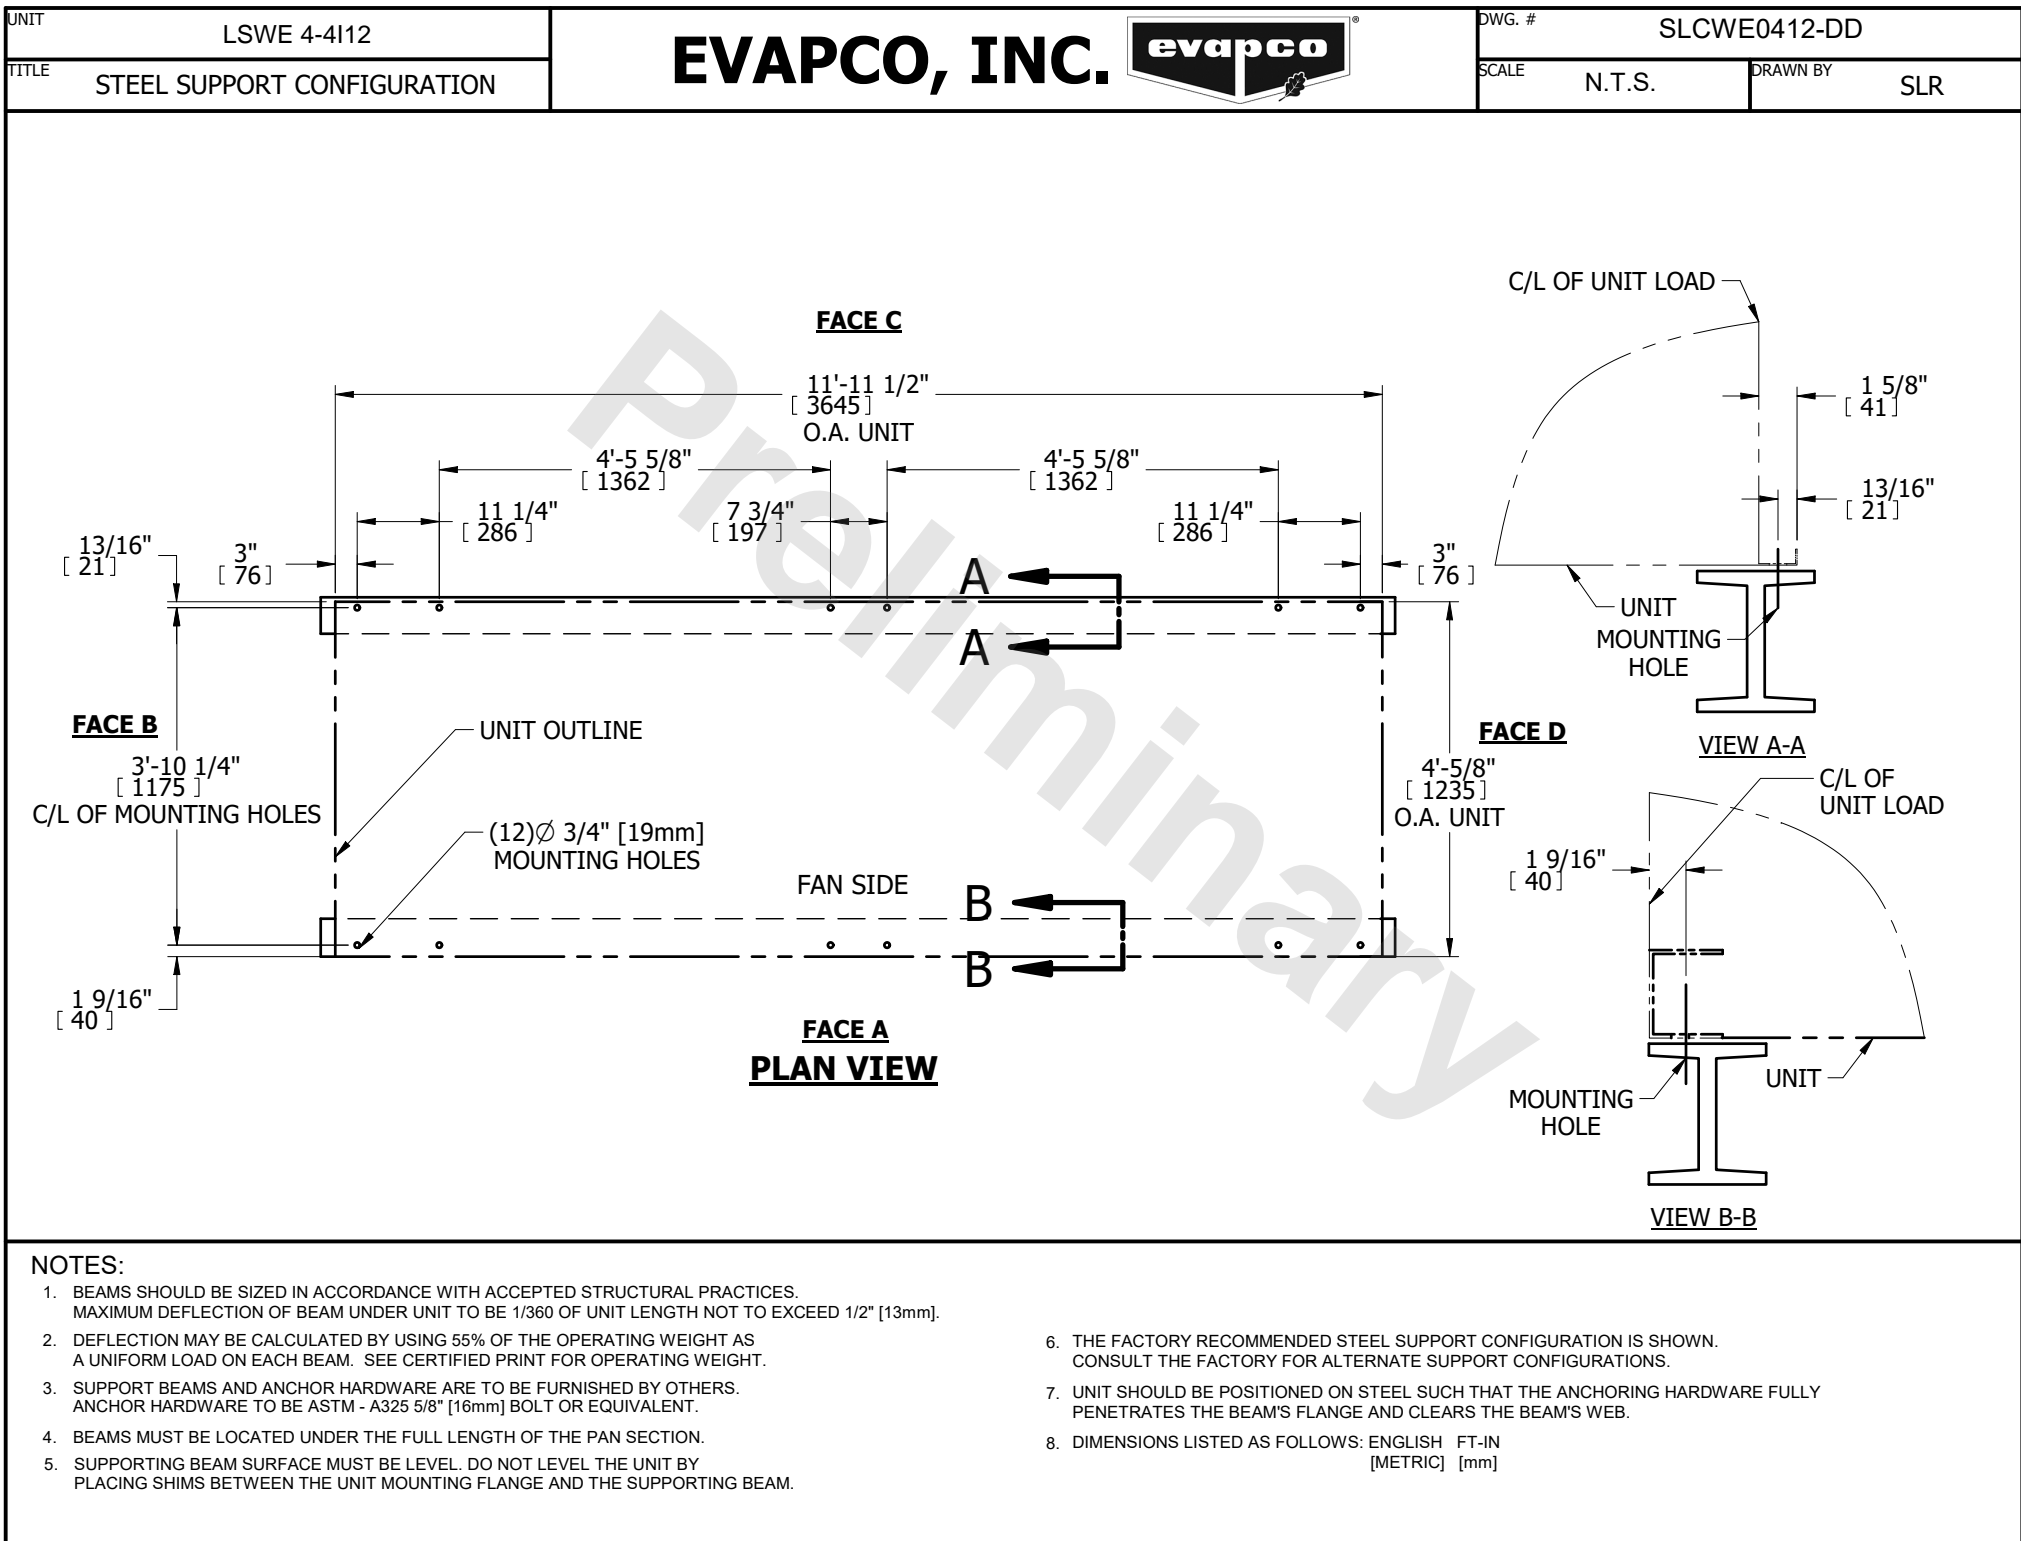 UNIT
LSWE 4-4I12
TITLE
STEEL SUPPORT CONFIGURATION
EVAPCO, INC.
evapco
®
DWG. #
SLCWE0412-DD
SCALE
N.T.S.
DRAWN BY
SLR
Preliminary
FACE C
11'-11 1/2"
[ 3645 ]
O.A. UNIT
4'-5 5/8"
[ 1362 ]
4'-5 5/8"
[ 1362 ]
11 1/4"
[ 286 ]
7 3/4"
[ 197 ]
11 1/4"
[ 286 ]
13/16"
[ 21 ]
3"
[ 76 ]
3"
[ 76 ]
A
A
FACE B
3'-10 1/4"
[ 1175 ]
C/L OF MOUNTING HOLES
UNIT OUTLINE
(12)∅ 3/4" [19mm]
MOUNTING HOLES
FAN SIDE
B
B
FACE D
4'-5/8"
[ 1235 ]
O.A. UNIT
1 9/16"
[ 40 ]
FACE A
PLAN VIEW
C/L OF UNIT LOAD
1 5/8"
[ 41 ]
13/16"
[ 21 ]
UNIT
MOUNTING
HOLE
VIEW A-A
C/L OF
UNIT LOAD
1 9/16"
[ 40 ]
UNIT
MOUNTING
HOLE
VIEW B-B
NOTES:
1. BEAMS SHOULD BE SIZED IN ACCORDANCE WITH ACCEPTED STRUCTURAL PRACTICES.
MAXIMUM DEFLECTION OF BEAM UNDER UNIT TO BE 1/360 OF UNIT LENGTH NOT TO EXCEED 1/2" [13mm].
2. DEFLECTION MAY BE CALCULATED BY USING 55% OF THE OPERATING WEIGHT AS
A UNIFORM LOAD ON EACH BEAM. SEE CERTIFIED PRINT FOR OPERATING WEIGHT.
3. SUPPORT BEAMS AND ANCHOR HARDWARE ARE TO BE FURNISHED BY OTHERS.
ANCHOR HARDWARE TO BE ASTM - A325 5/8" [16mm] BOLT OR EQUIVALENT.
4. BEAMS MUST BE LOCATED UNDER THE FULL LENGTH OF THE PAN SECTION.
5. SUPPORTING BEAM SURFACE MUST BE LEVEL. DO NOT LEVEL THE UNIT BY
PLACING SHIMS BETWEEN THE UNIT MOUNTING FLANGE AND THE SUPPORTING BEAM.
6. THE FACTORY RECOMMENDED STEEL SUPPORT CONFIGURATION IS SHOWN.
CONSULT THE FACTORY FOR ALTERNATE SUPPORT CONFIGURATIONS.
7. UNIT SHOULD BE POSITIONED ON STEEL SUCH THAT THE ANCHORING HARDWARE FULLY
PENETRATES THE BEAM'S FLANGE AND CLEARS THE BEAM'S WEB.
8. DIMENSIONS LISTED AS FOLLOWS: ENGLISH FT-IN
[METRIC] [mm]